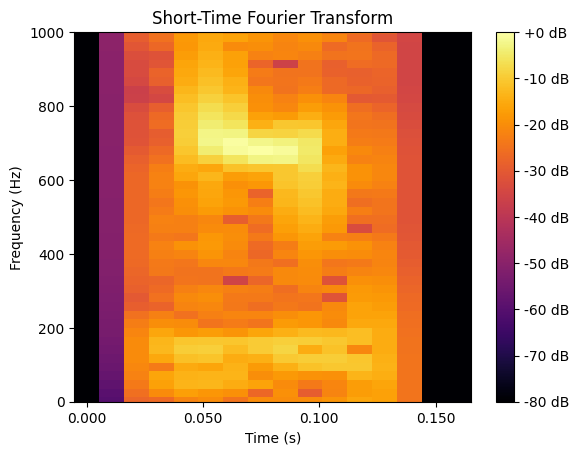 Short-Time Fourier Transform
1000
800
600
400
200
0
Frequency (Hz)
0.000
0.050
0.100
0.150
Time (s)
+0 dB
-10 dB
-20 dB
-30 dB
-40 dB
-50 dB
-60 dB
-70 dB
-80 dB